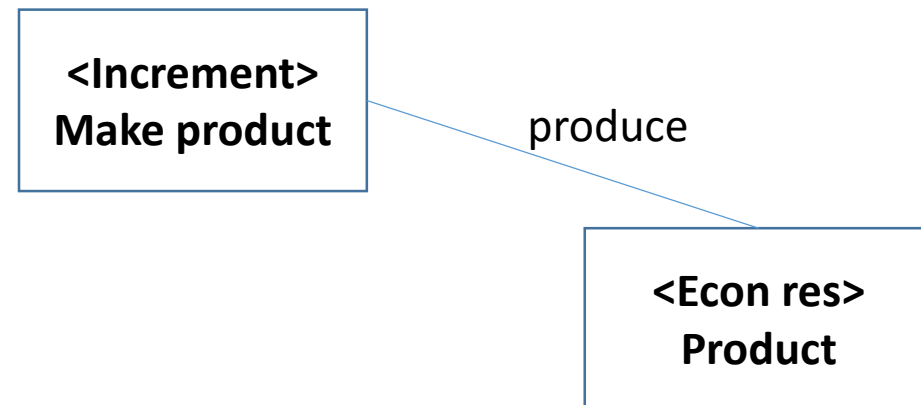 <Increment>
Make product
produce
<Econ res>
Product